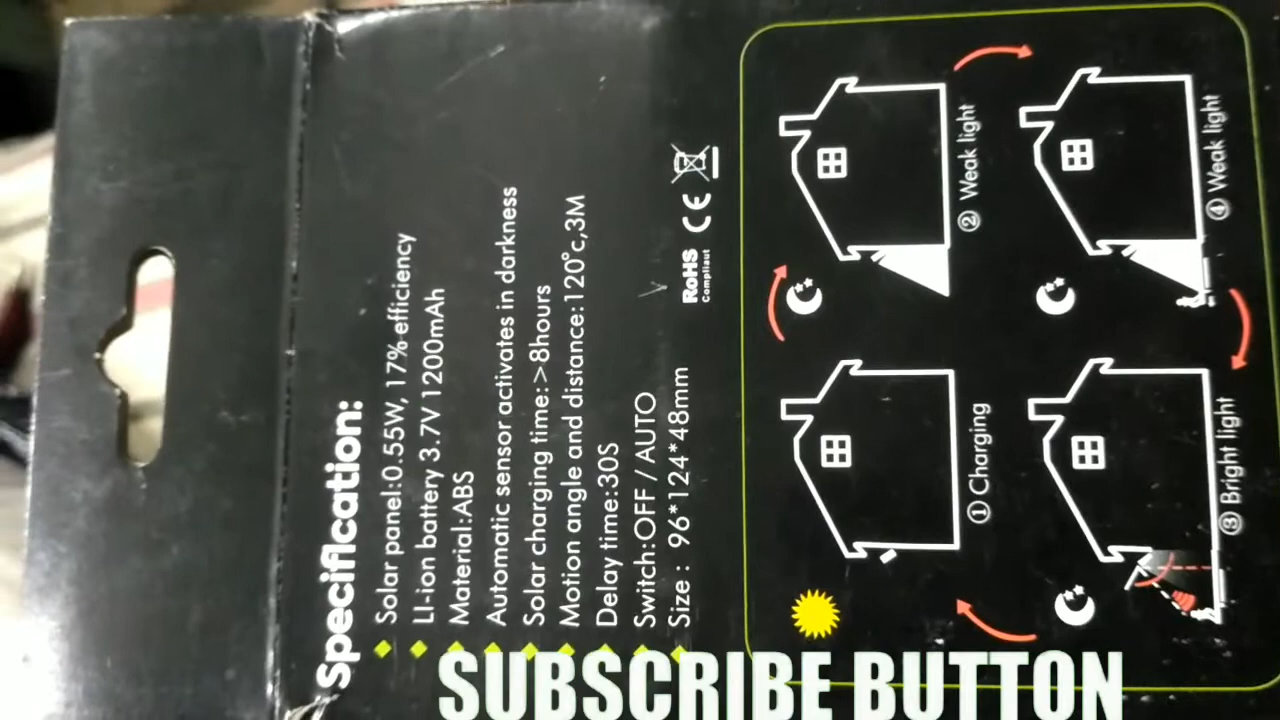 Specification:
Solar panel:0.55W, 17% efficiency
LI-ion battery 3.7V 1200mAh
Material:ABS
Automatic sensor activates in darkness
Solar charging time:>8hours
Motion angle and distance:120°c,3M
Delay time:30S
Switch:OFF / AUTO
Size: 96*124*48mm
RoHS
Compliaut
CE
① Charging
② Weak light
③ Bright light
④ Weak light
SUBSCRIBE BUTTON